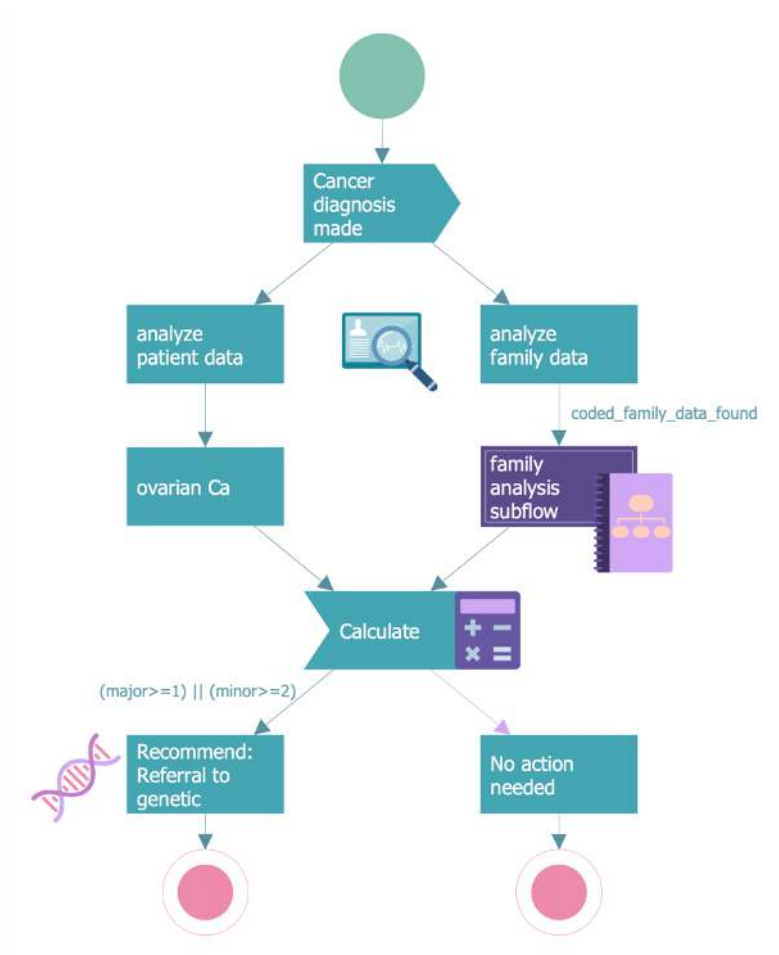 Cancer
diagnosis
made
analyze
patient data
analyze
family data
coded_family_data_found
ovarian Ca
family
analysis
subflow
Calculate
(major>=1) || (minor>=2)
Recommend:
Referral to
genetic
No action
needed